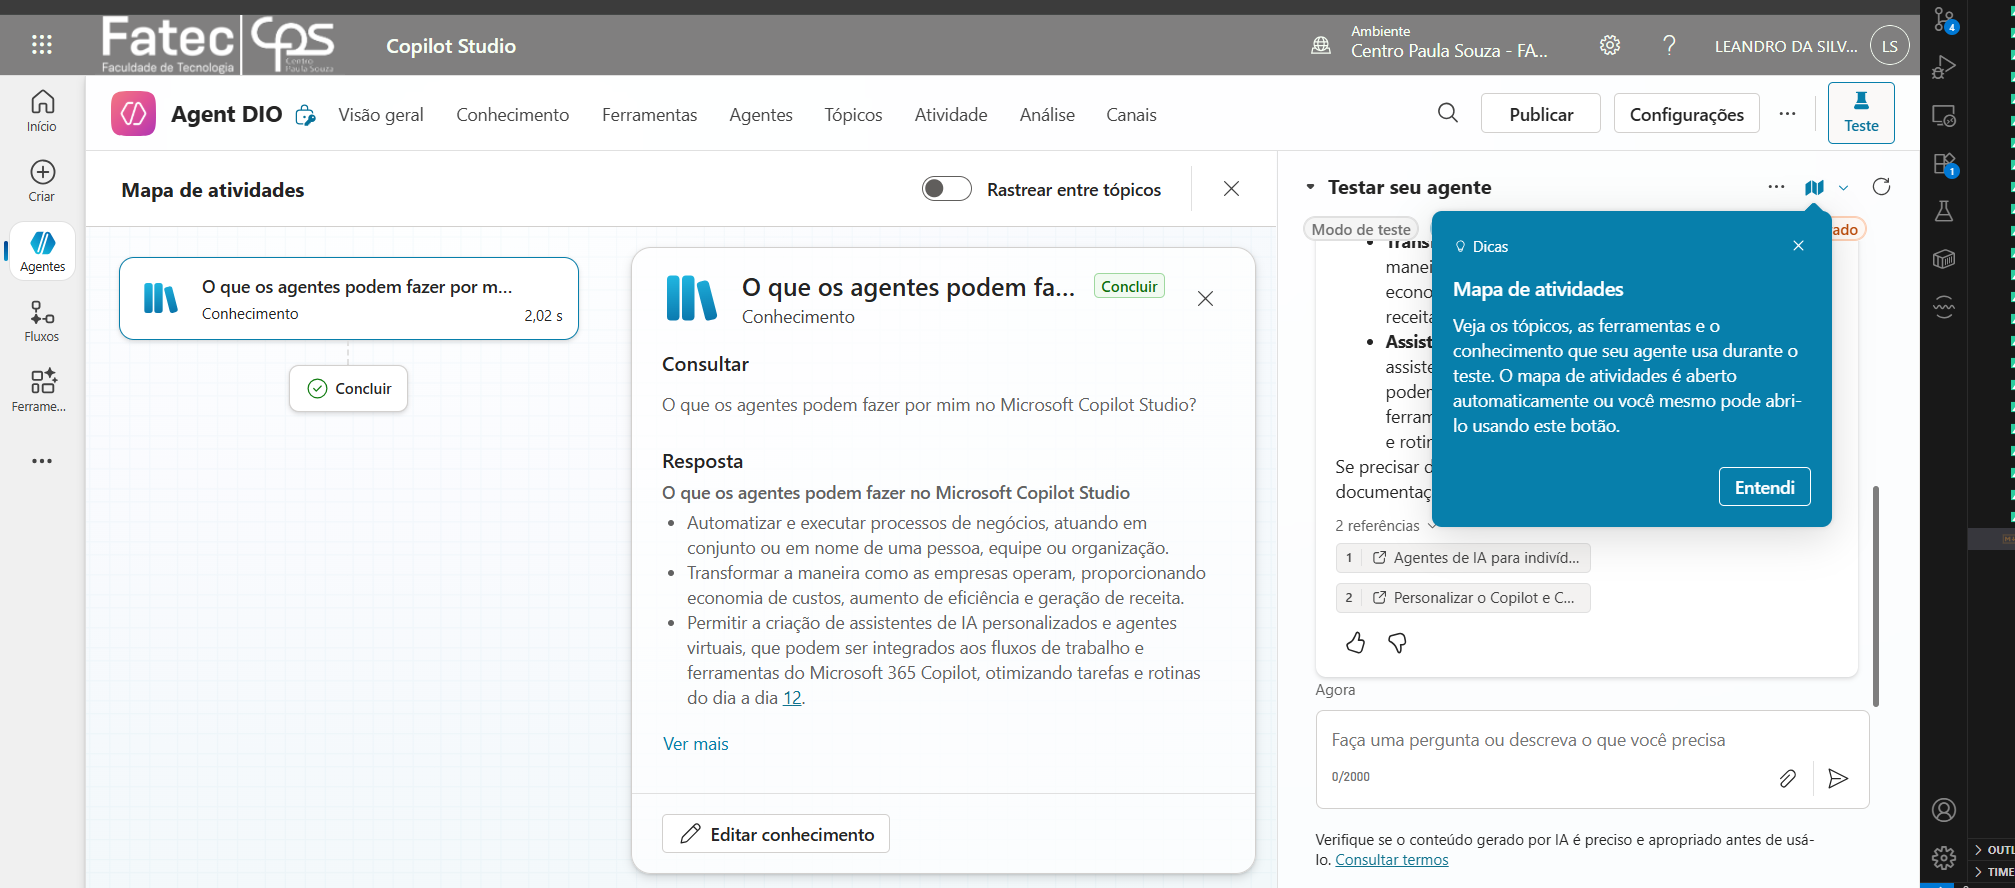 Fatec
Faculdade de Tecnologia
CPS
Centro
Paula Souza
Copilot Studio
Ambiente
Centro Paula Souza - FA...
LEANDRO DA SILV...
LS
Início
Criar
Agentes
Fluxos
Ferrame...
Agent DIO
Visão geral
Conhecimento
Ferramentas
Agentes
Tópicos
Atividade
Análise
Canais
Publicar
Configurações
Teste
Mapa de atividades
Rastrear entre tópicos
O que os agentes podem fazer por m...
Conhecimento
2,02 s
Concluir
O que os agentes podem fa...
Concluir
Conhecimento
Consultar
O que os agentes podem fazer por mim no Microsoft Copilot Studio?
Resposta
O que os agentes podem fazer no Microsoft Copilot Studio
Automatizar e executar processos de negócios, atuando em
conjunto ou em nome de uma pessoa, equipe ou organização.
Transformar a maneira como as empresas operam, proporcionando
economia de custos, aumento de eficiência e geração de receita.
Permitir a criação de assistentes de IA personalizados e agentes
virtuais, que podem ser integrados aos fluxos de trabalho e
ferramentas do Microsoft 365 Copilot, otimizando tarefas e rotinas
do dia a dia 12.
Ver mais
Editar conhecimento
Testar seu agente
Modo de teste
ado
Trans
manei
econo
receita
Assist
assiste
poder
ferram
e rotin
Se precisar d
documentaç
Dicas
Mapa de atividades
Veja os tópicos, as ferramentas e o
conhecimento que seu agente usa durante o
teste. O mapa de atividades é aberto
automaticamente ou você mesmo pode abri-
lo usando este botão.
Entendi
2 referências
1 Agentes de IA para indivíd...
2 Personalizar o Copilot e C...
Agora
Faça uma pergunta ou descreva o que você precisa
0/2000
Verifique se o conteúdo gerado por IA é preciso e apropriado antes de usá-
lo. Consultar termos
4
1
OUTL
TIME